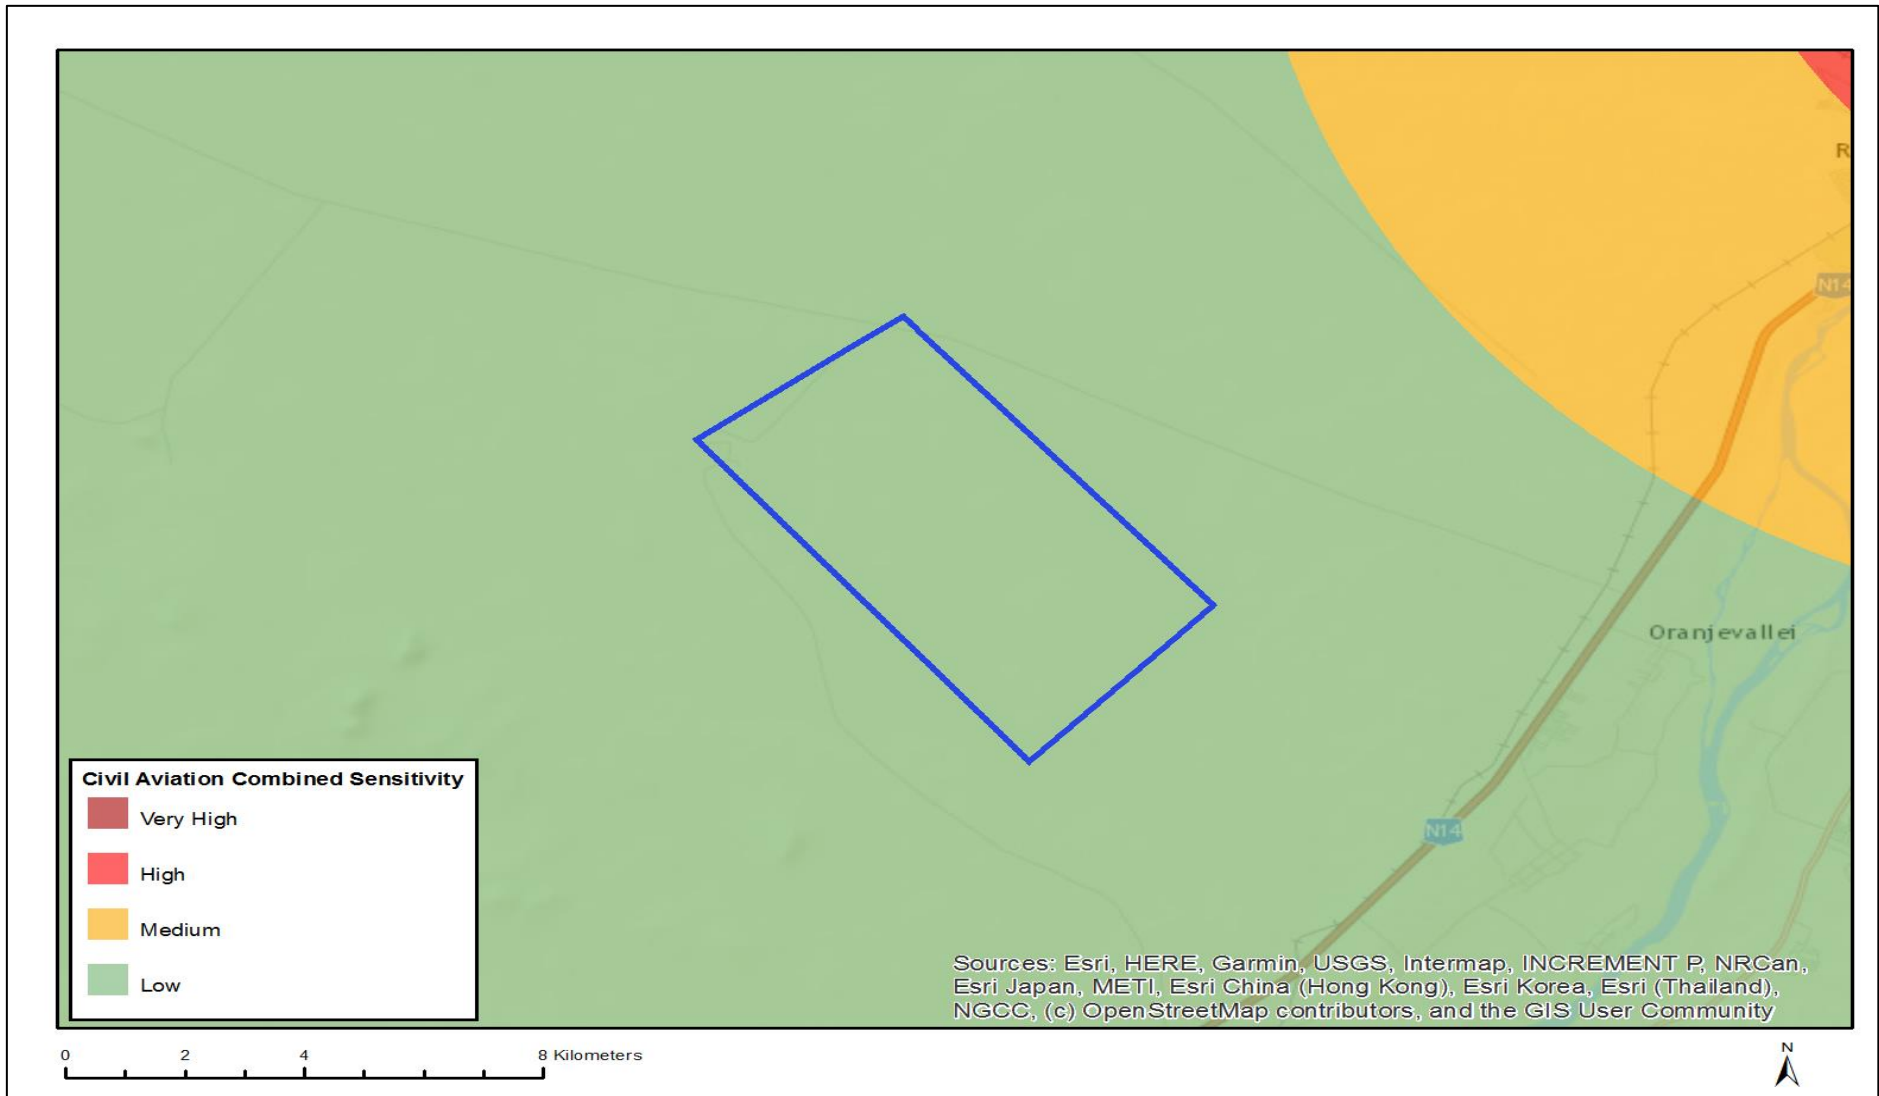 R
N14
Oranjevallei
N14
Civil Aviation Combined Sensitivity
Very High
High
Medium
Low
Sources: Esri, HERE, Garmin, USGS, Intermap, INCREMENT P, NRCan,
Esri Japan, METI, Esri China (Hong Kong), Esri Korea, Esri (Thailand),
NGCC, (c) OpenStreetMap contributors, and the GIS User Community
0 2 4 8 Kilometers
N